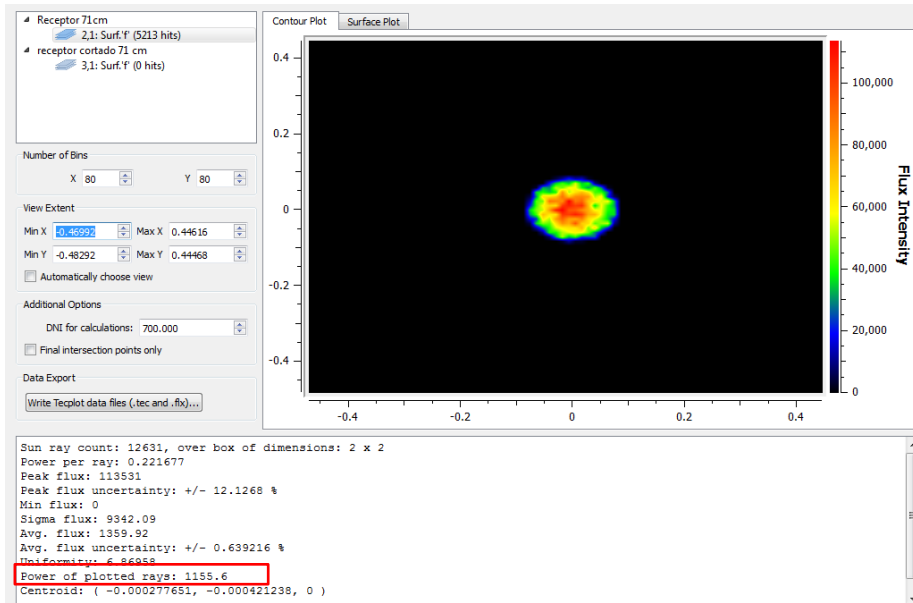 Receptor 71cm
2,1: Surf.'f' (5213 hits)
receptor cortado 71 cm
3,1: Surf.'f' (0 hits)
Number of Bins
X 80 Y 80
View Extent
Min X -0.46992 Max X 0.44616
Min Y -0.48292 Max Y 0.44468
Automatically choose view
Additional Options
DNI for calculations: 700.000
Final intersection points only
Data Export
Write Tecplot data files (.tec and .flx)...
Contour Plot Surface Plot
0.4
0.2
0
-0.2
-0.4
-0.4 -0.2 0 0.2 0.4
100,000
80,000
60,000
40,000
20,000
0
Flux Intensity
Sun ray count: 12631, over box of dimensions: 2 x 2
Power per ray: 0.221677
Peak flux: 113531
Peak flux uncertainty: +/- 12.1268 %
Min flux: 0
Sigma flux: 9342.09
Avg. flux: 1359.92
Avg. flux uncertainty: +/- 0.639216 %
Uniformity: 6.86958
Power of plotted rays: 1155.6
Centroid: ( -0.000277651, -0.000421238, 0 )